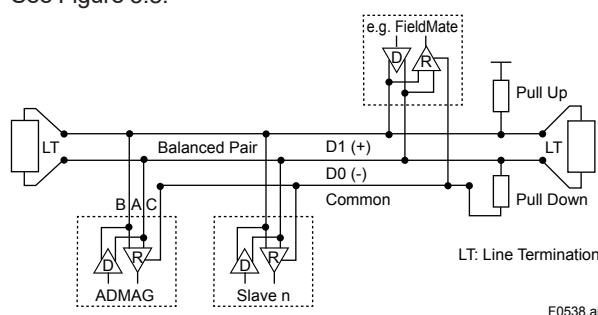 See Figure 5.3.
e.g. FieldMate
D R
Pull Up
LT Balanced Pair D1 (+) LT
D0 (-)
B A C Common Pull Down
D R D R
LT: Line Termination
ADMAG Slave n
F0538.ai